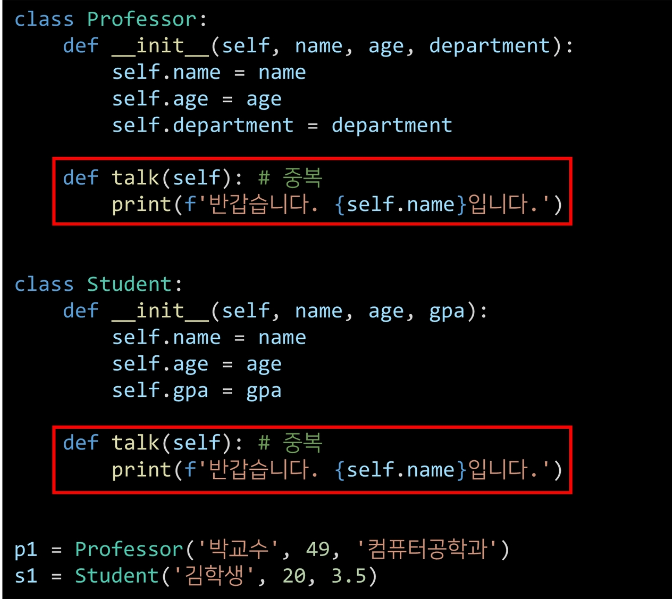 class Professor:
    def __init__(self, name, age, department):
        self.name = name
        self.age = age
        self.department = department
    def talk(self): # 중복
        print(f'반갑습니다. {self.name}입니다.')
class Student:
    def __init__(self, name, age, gpa):
        self.name = name
        self.age = age
        self.gpa = gpa
    def talk(self): # 중복
        print(f'반갑습니다. {self.name}입니다.')
p1 = Professor('박교수', 49, '컴퓨터공학과')
s1 = Student('김학생', 20, 3.5)